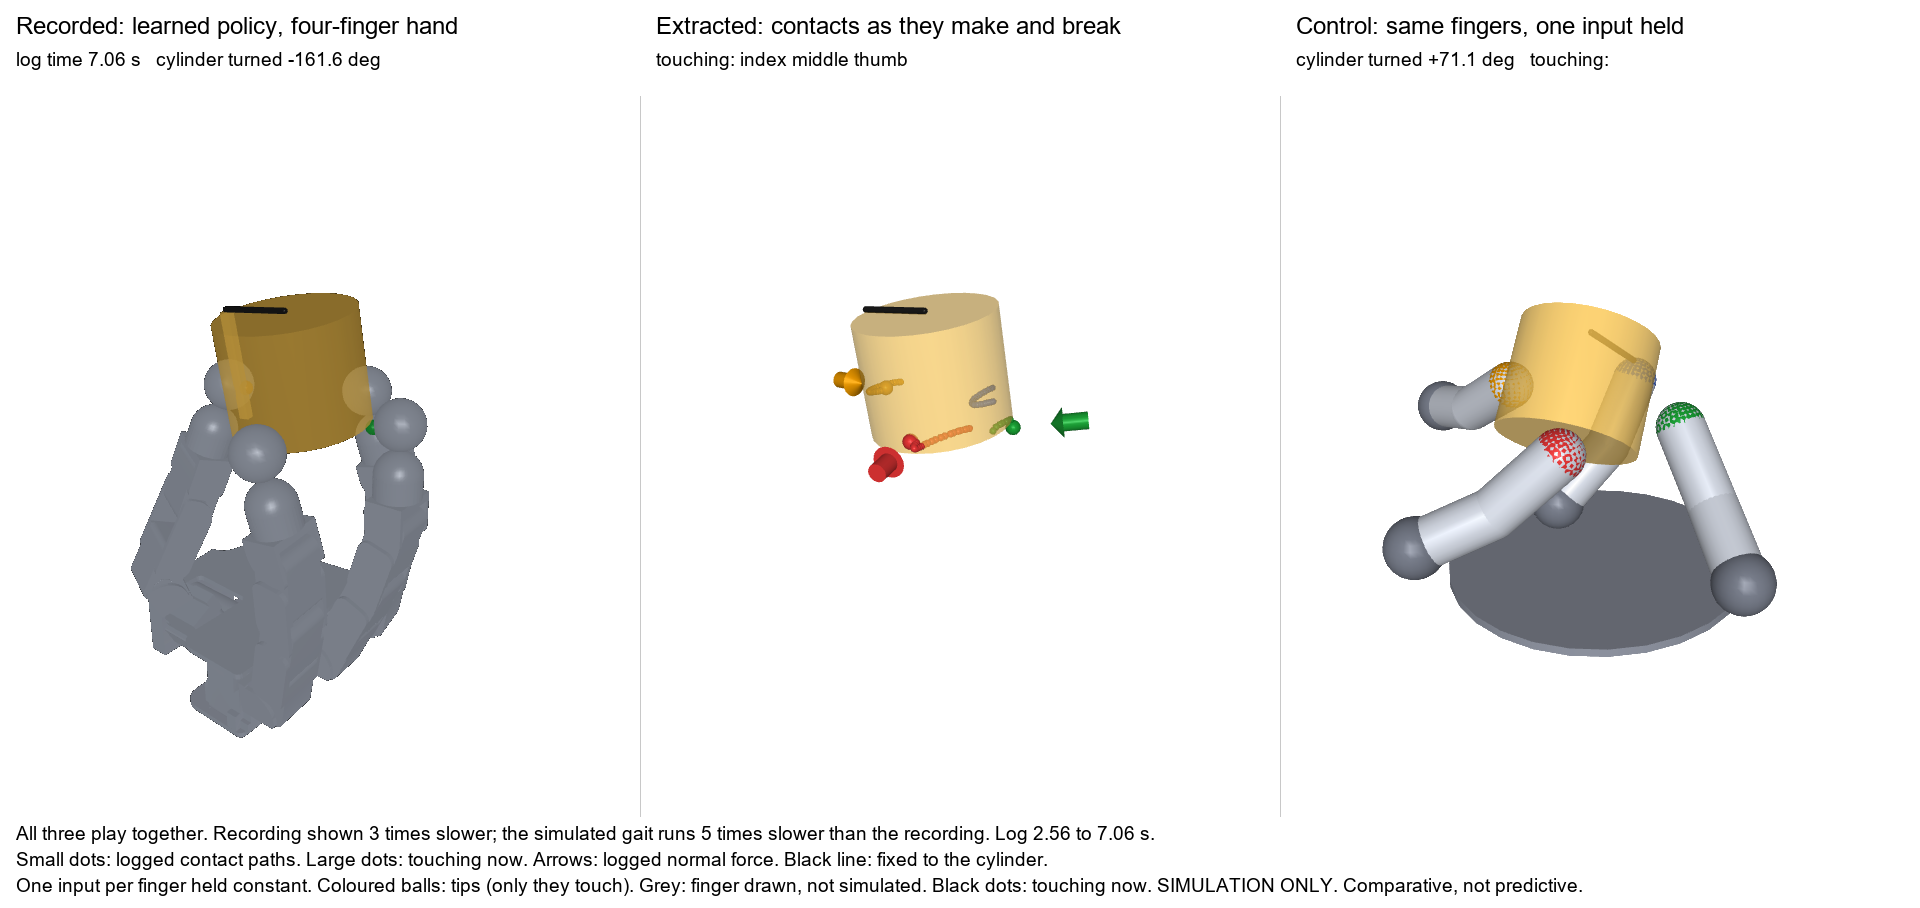 Recorded: learned policy, four-finger hand
log time 7.06 s   cylinder turned -161.6 deg
Extracted: contacts as they make and break
touching: index middle thumb
Control: same fingers, one input held
cylinder turned +71.1 deg   touching:
All three play together. Recording shown 3 times slower; the simulated gait runs 5 times slower than the recording. Log 2.56 to 7.06 s.
Small dots: logged contact paths. Large dots: touching now. Arrows: logged normal force. Black line: fixed to the cylinder.
One input per finger held constant. Coloured balls: tips (only they touch). Grey: finger drawn, not simulated. Black dots: touching now. SIMULATION ONLY. Comparative, not predictive.